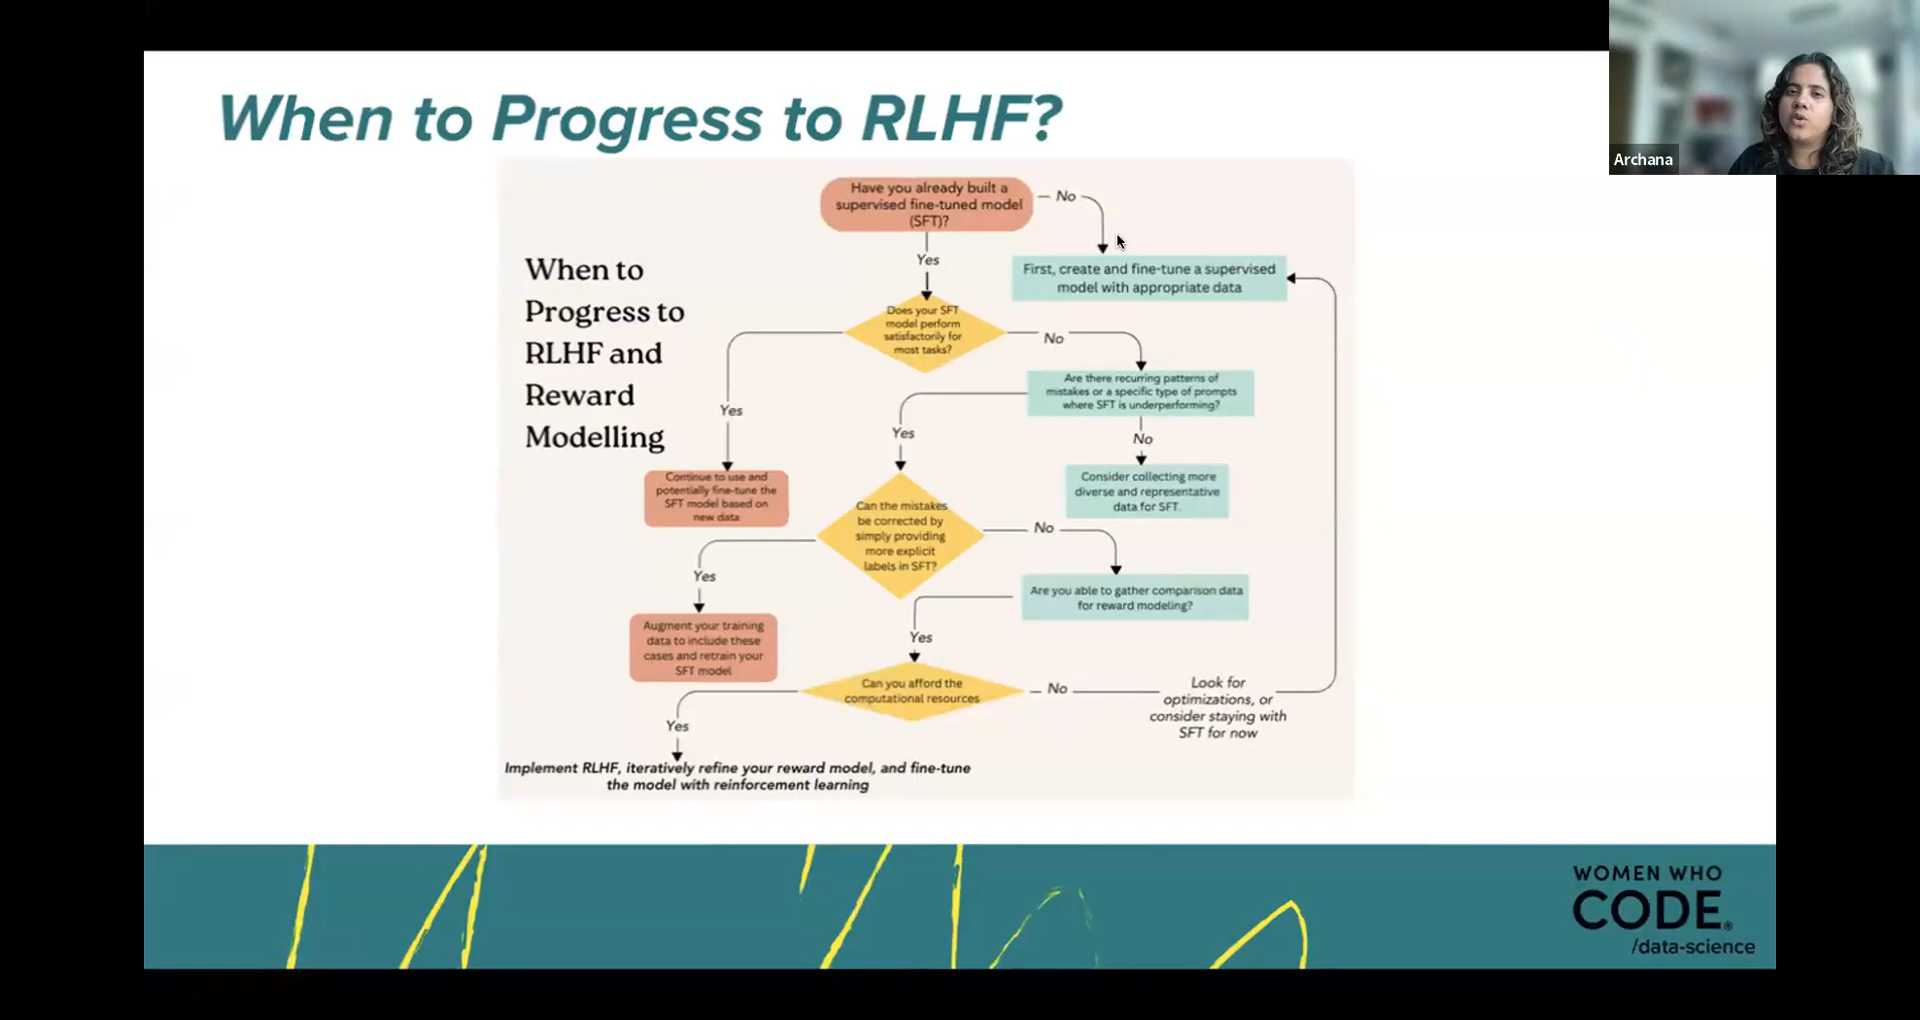 When to Progress to RLHF?
Archana
Have you already built a
supervised fine-tuned model
(SFT)?
No
Yes
First, create and fine-tune a supervised
model with appropriate data
When to
Progress to
RLHF and
Reward
Modelling
Does your SFT
model perform
satisfactorily for
most tasks?
No
Yes
Are there recurring patterns of
mistakes or a specific type of prompts
where SFT is underperforming?
Yes
No
Continue to use and
potentially fine-tune the
SFT model based on
new data
Consider collecting more
diverse and representative
data for SFT.
Can the mistakes
be corrected by
simply providing
more explicit
labels in SFT?
No
Yes
Are you able to gather comparison data
for reward modeling?
Yes
Augment your training
data to include these
cases and retrain your
SFT model
Can you afford the
computational resources
No
Look for
optimizations, or
consider staying with
SFT for now
Yes
Implement RLHF, iteratively refine your reward model, and fine-tune
the model with reinforcement learning
WOMEN WHO
CODE®
/data-science